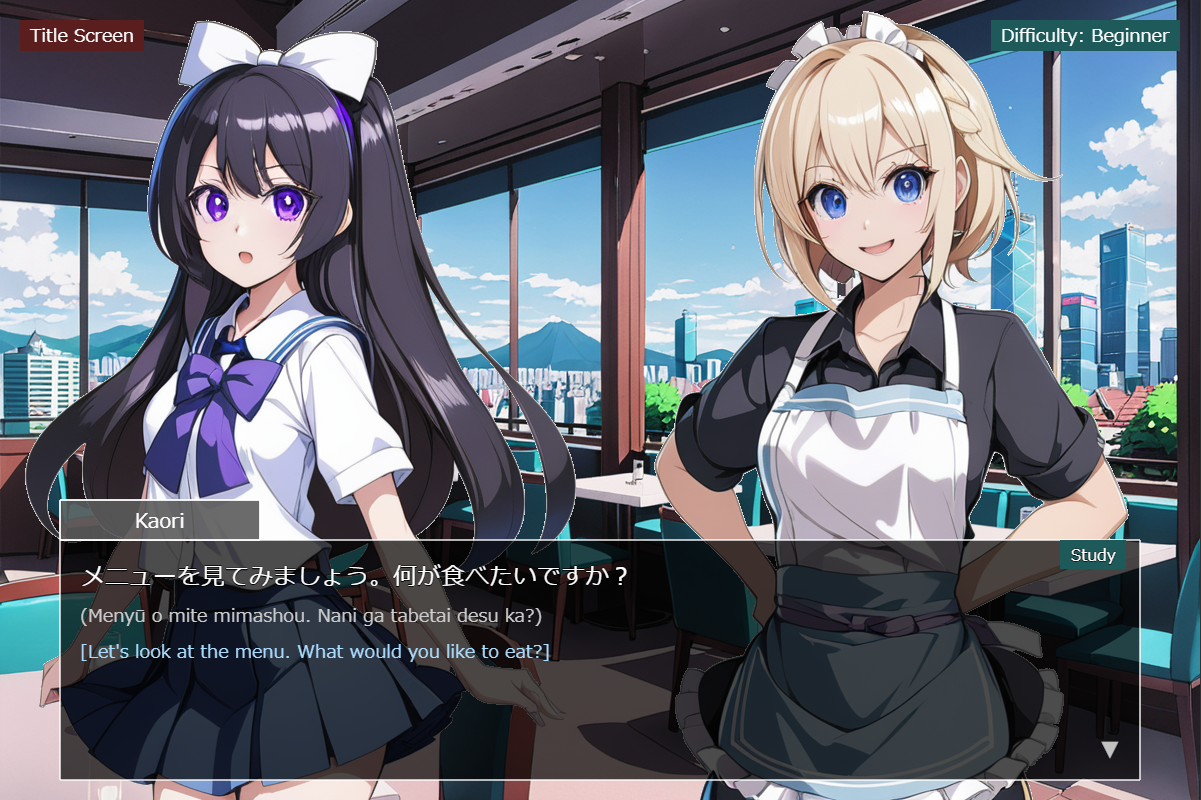 Title Screen
Difficulty: Beginner
Kaori
Study
メニューを見てみましょう。何が食べたいですか？
(Menyū o mite mimashou. Nani ga tabetai desu ka?)
[Let's look at the menu. What would you like to eat?]